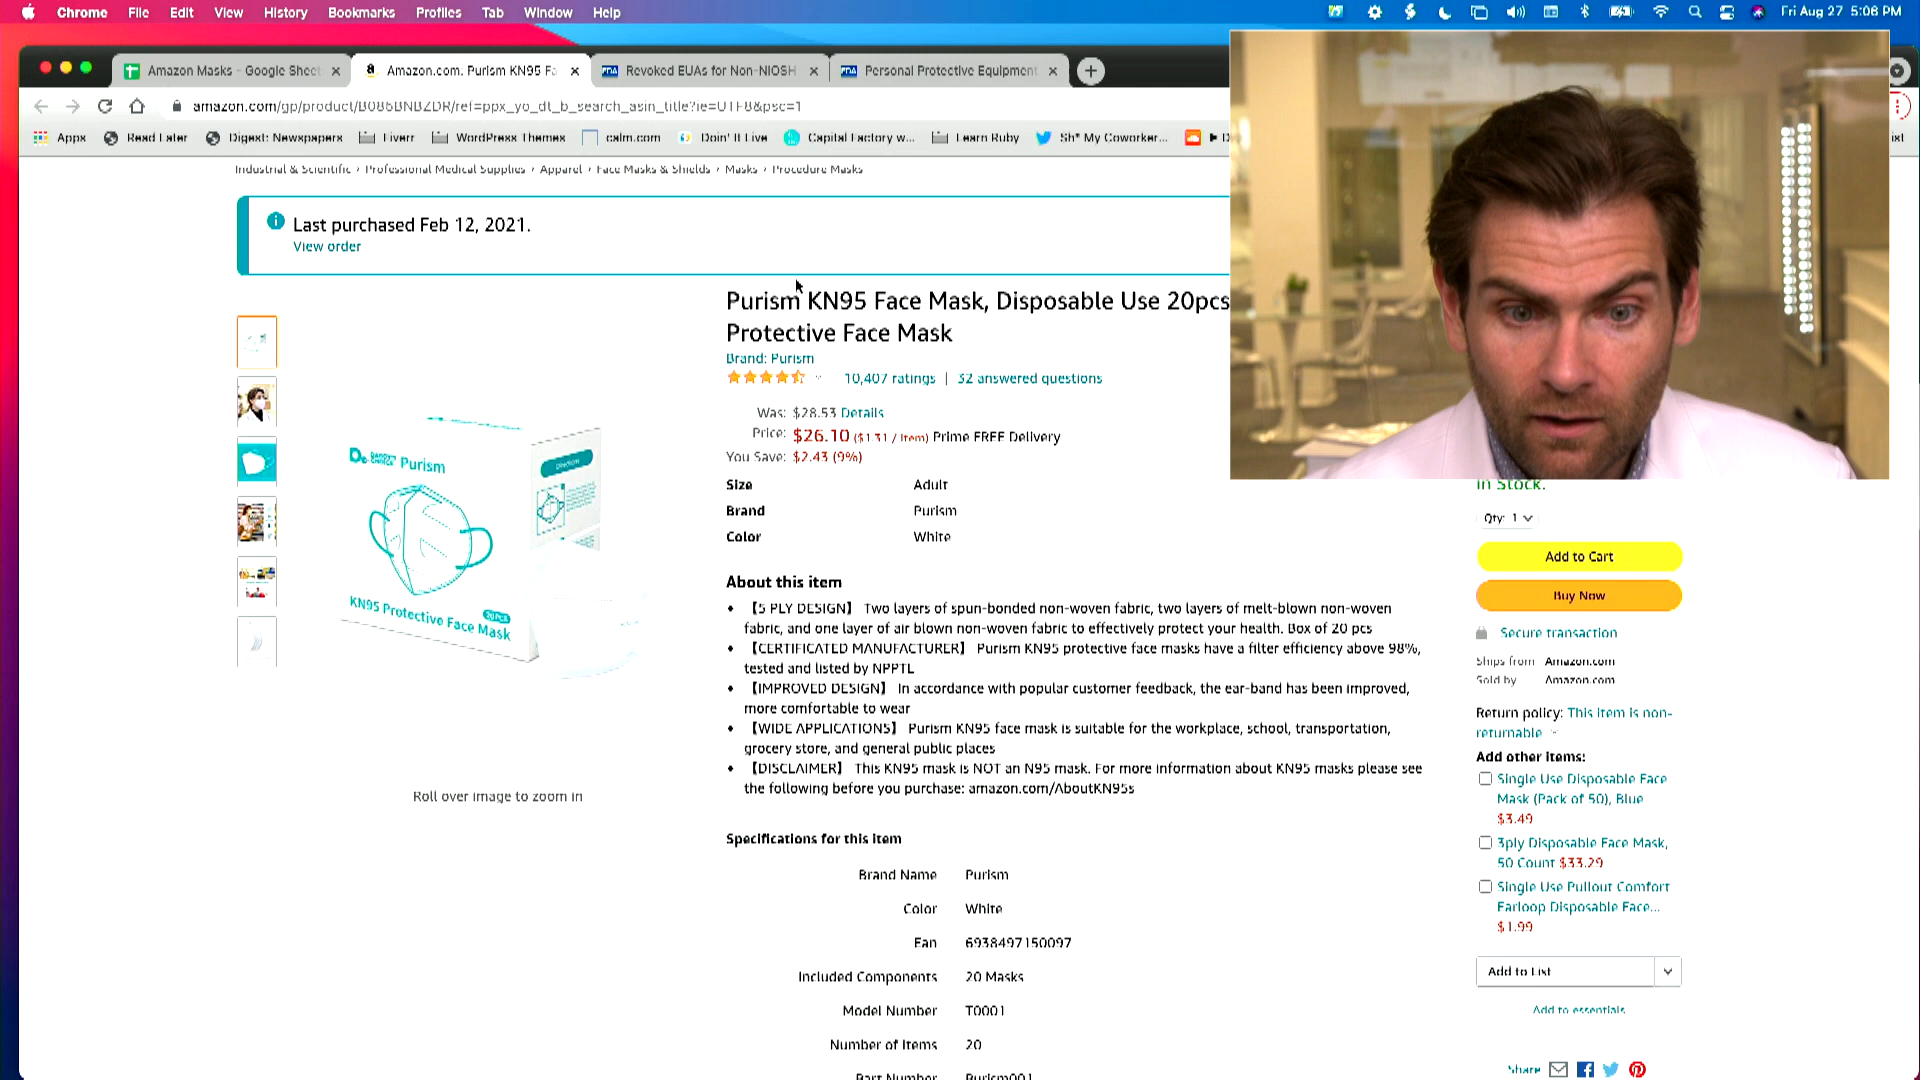 Chrome File Edit View History Bookmarks Profiles Tab Window Help
Fri Aug 27 5:06 PM
Amazon Masks - Google Sheet
Amazon.com. Purism KN95 Fa
Revoked EUAs for Non-NIOSH
Personal Protective Equipment
amazon.com/gp/product/B086BNBZDR/ref=ppx_yo_dt_b_search_asin_title?ie=UTF8&psc=1
Apps Read Later Digest: Newspapers Fiverr WordPress Themes calm.com Doin' It Live Capital Factory w... Learn Ruby Sh* My Coworker...
Industrial & Scientific › Professional Medical Supplies › Apparel › Face Masks & Shields › Masks › Procedure Masks
Last purchased Feb 12, 2021.
View order
Purism KN95 Face Mask, Disposable Use 20pcs
Protective Face Mask
Brand: Purism
10,407 ratings | 32 answered questions
Was: $28.53 Details
Price: $26.10 ($1.31 / Item) Prime FREE Delivery
You Save: $2.43 (9%)
Size Adult
Brand Purism
Color White
About this item
• 【5 PLY DESIGN】 Two layers of spun-bonded non-woven fabric, two layers of melt-blown non-woven
fabric, and one layer of air blown non-woven fabric to effectively protect your health. Box of 20 pcs
• 【CERTIFICATED MANUFACTURER】 Purism KN95 protective face masks have a filter efficiency above 98%,
tested and listed by NPPTL
• 【IMPROVED DESIGN】 In accordance with popular customer feedback, the ear-band has been improved,
more comfortable to wear
• 【WIDE APPLICATIONS】 Purism KN95 face mask is suitable for the workplace, school, transportation,
grocery store, and general public places
• 【DISCLAIMER】 This KN95 mask is NOT an N95 mask. For more information about KN95 masks please see
the following before you purchase: amazon.com/AboutKN95s
Specifications for this item
Brand Name Purism
Color White
Ean 6938497150097
Included Components 20 Masks
Model Number T0001
Number of Items 20
Part Number Purism001
Purism
KN95 Protective Face Mask
Roll over image to zoom in
In Stock.
Qty: 1
Add to Cart
Buy Now
Secure transaction
Ships from Amazon.com
Sold by Amazon.com
Return policy: This item is non-
returnable
Add other items:
Single Use Disposable Face
Mask (Pack of 50), Blue
$3.49
3ply Disposable Face Mask,
50 Count $33.29
Single Use Pullout Comfort
Earloop Disposable Face...
$1.99
Add to List
Add to essentials
Share